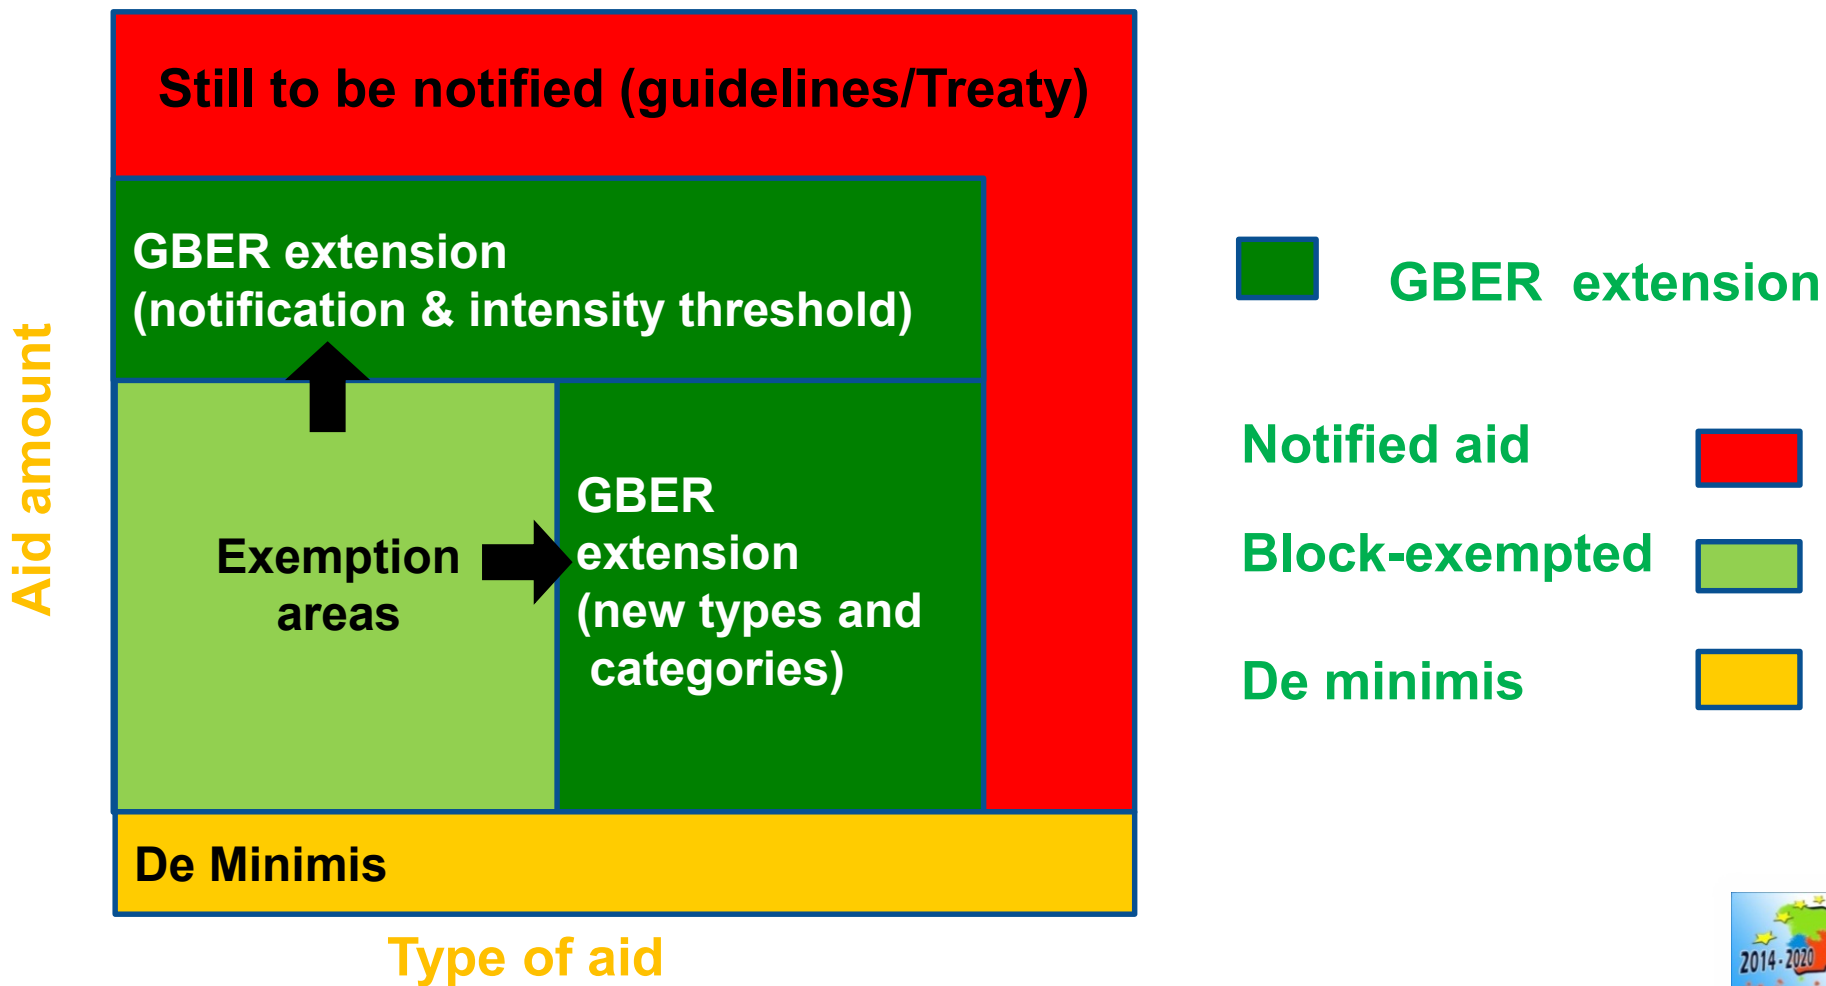 Still to be notified (guidelines/Treaty)
GBER extension
(notification & intensity threshold)
Exemption
areas
GBER
extension
(new types and
categories)
De Minimis
Aid amount
Type of aid
GBER extension
Notified aid
Block-exempted
De minimis
2014-2020